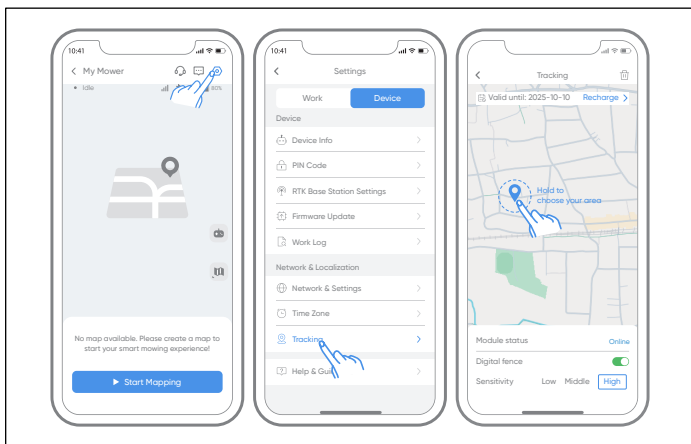 10:41
My Mower
Idle
80%
No map available. Please create a map to
start your smart mowing experience!
Start Mapping
10:41
Settings
Work
Device
Device
Device Info
PIN Code
RTK Base Station Settings
Firmware Update
Work Log
Network & Localization
Network & Settings
Time Zone
Tracking
Help & Gui
Tracking
Valid until: 2025-10-10 Recharge
Hold to
choose your area
Module status Online
Digital fence
Sensitivity Low Middle High